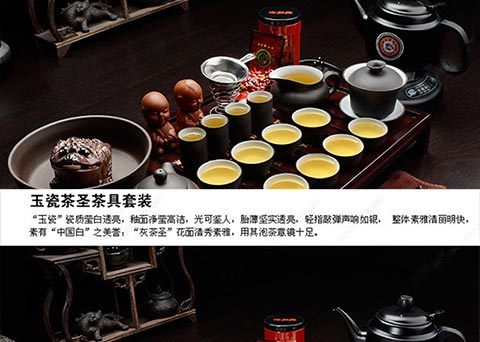 玉瓷茶圣茶具套装
“玉瓷”瓷质莹白透亮，釉面净莹高洁，光可鉴人，胎薄坚实透亮，轻指敲弹声响如银， 整体素雅清丽明快，
素有“中国白”之美誉；“灰茶圣”花面清秀素雅，用其泡茶意镜十足。